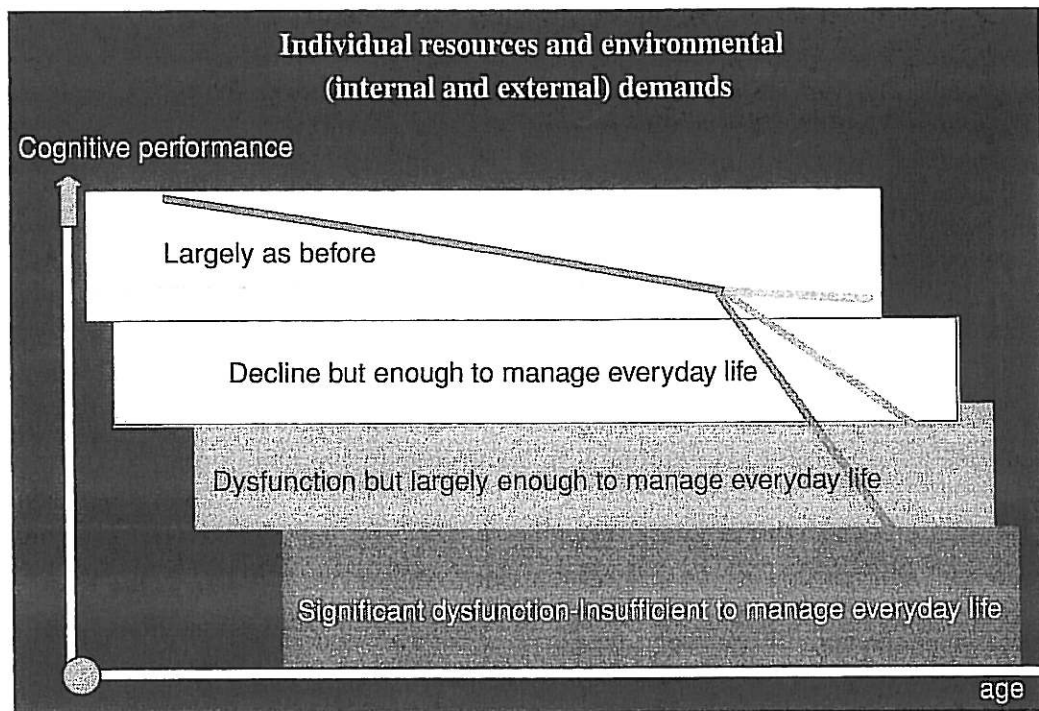 Individual resources and environmental
(internal and external) demands
Cognitive performance
Largely as before
Decline but enough to manage everyday life
Dysfunction but largely enough to manage everyday life
Significant dysfunction-Insufficient to manage everyday life
age